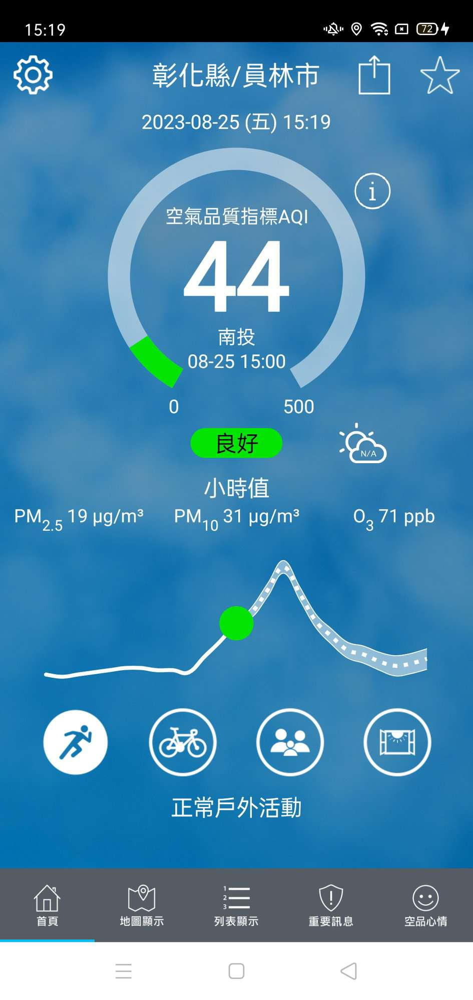 15:19
72
彰化縣/員林市
2023-08-25 (五) 15:19
i
空氣品質指標AQI
44
南投
08-25 15:00
0 500
良好
N/A
小時值
PM2.5 19 μg/m³ PM10 31 μg/m³ O3 71 ppb
正常戶外活動
1
2
3
首頁 地圖顯示 列表顯示 重要訊息 空品心情